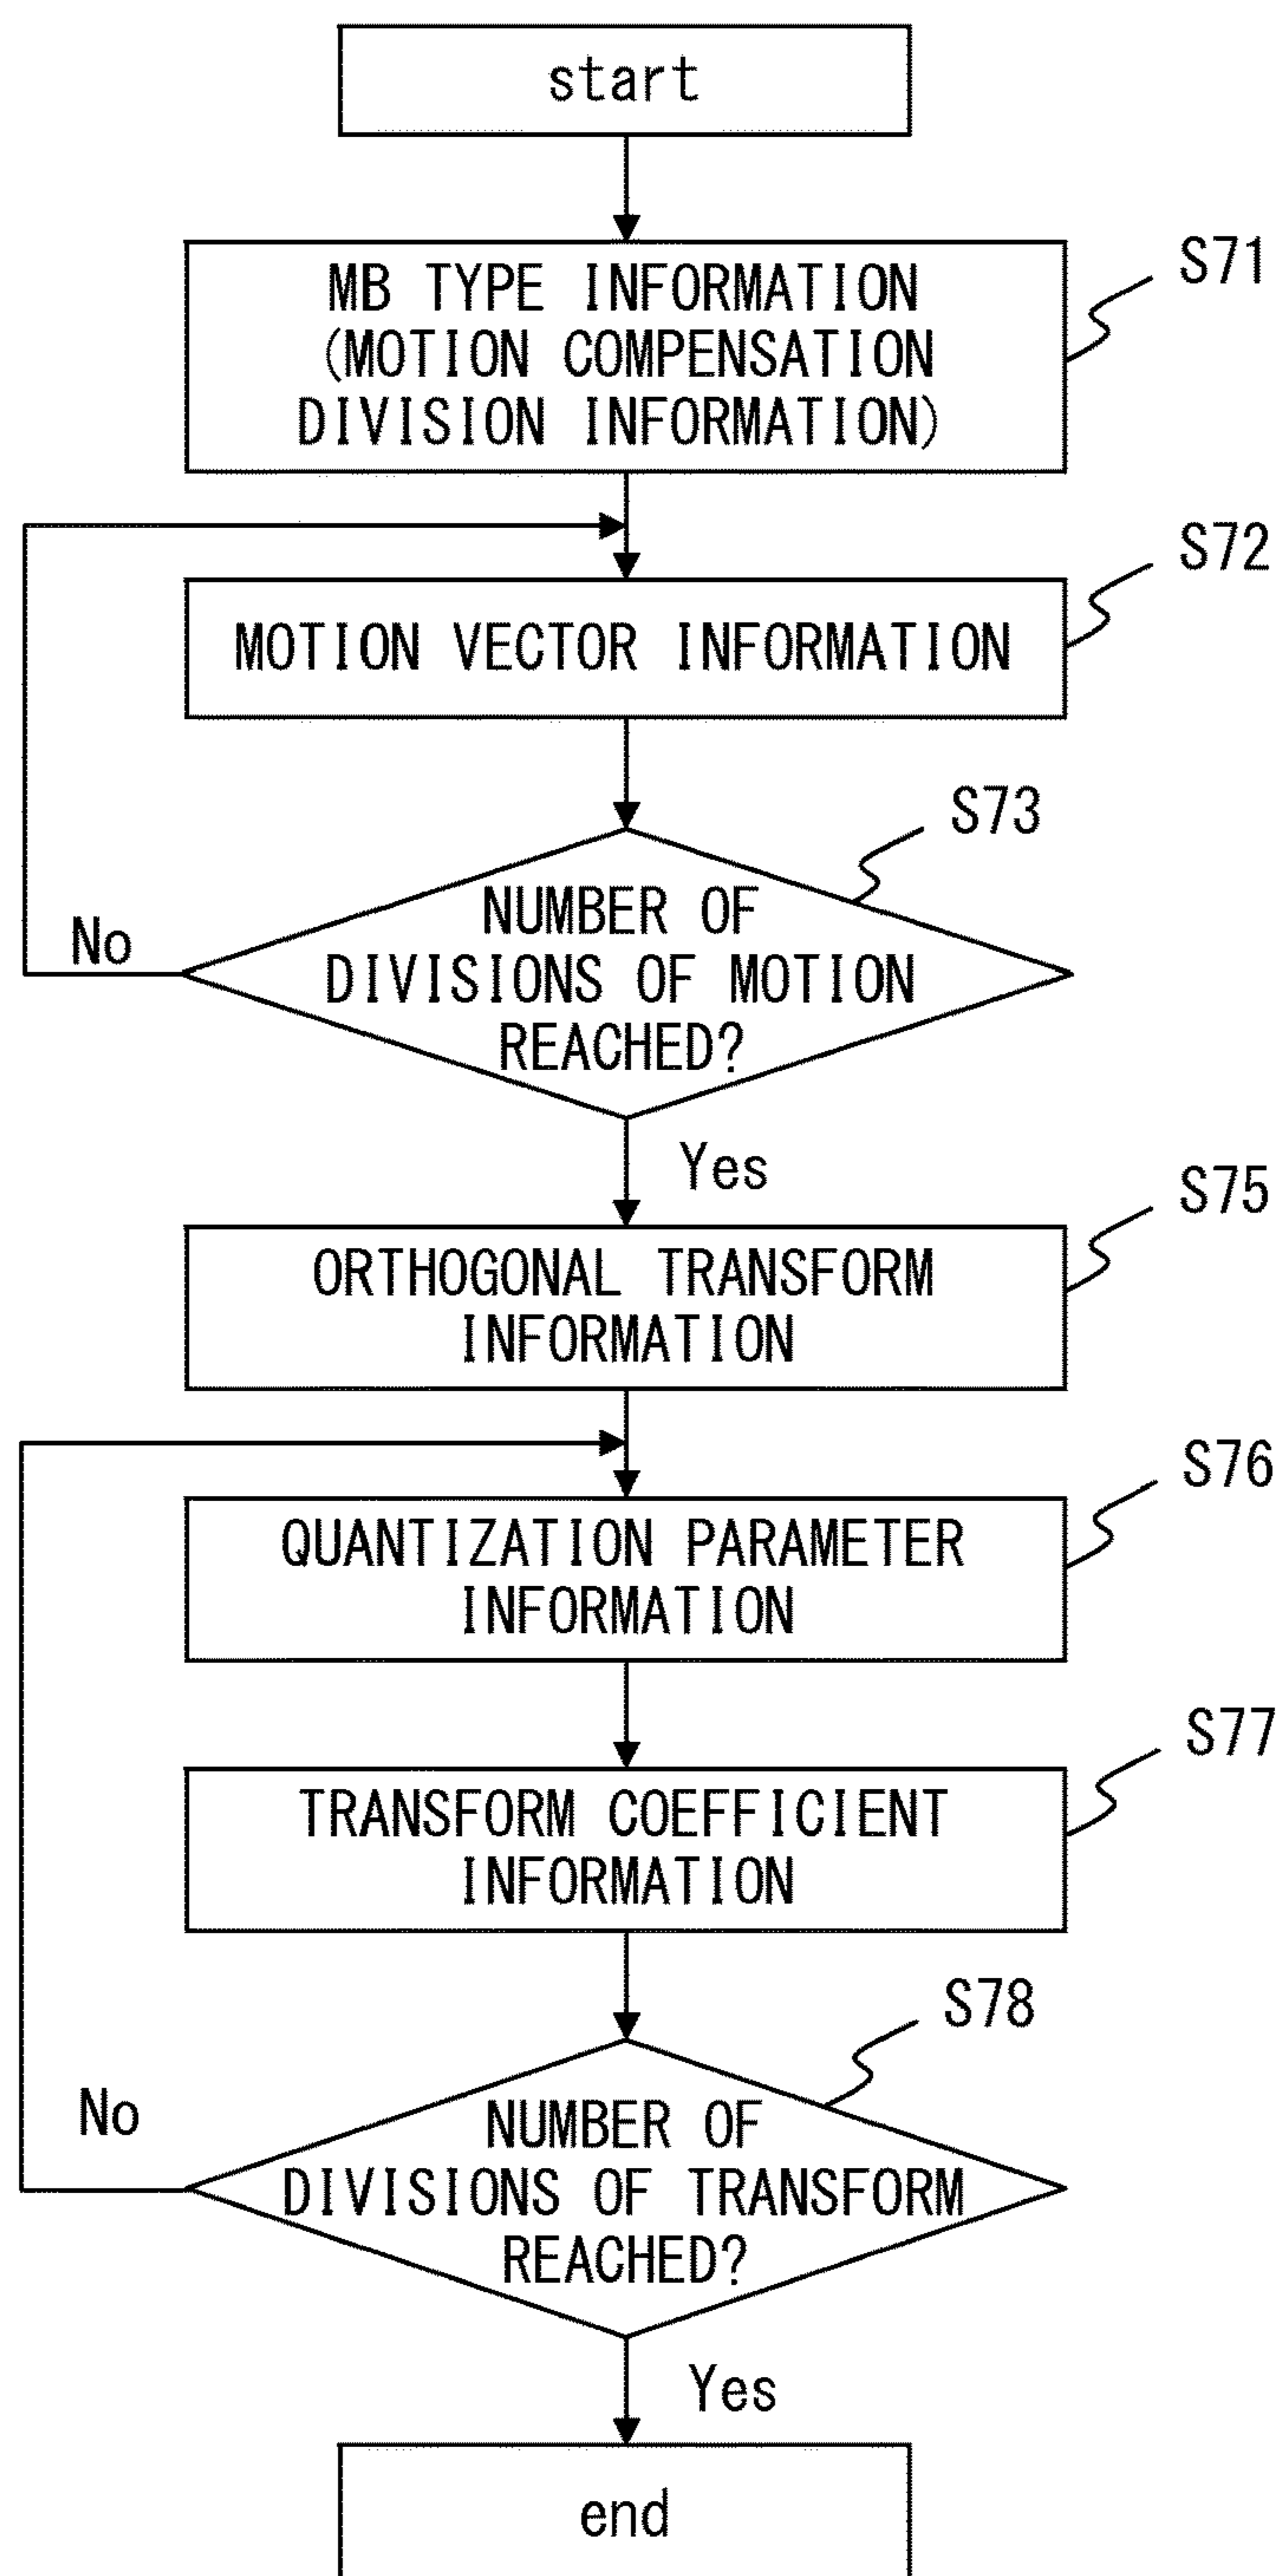 start
MB TYPE INFORMATION
(MOTION COMPENSATION
DIVISION INFORMATION)
S71
MOTION VECTOR INFORMATION
S72
NUMBER OF
DIVISIONS OF MOTION
REACHED?
S73
No
Yes
ORTHOGONAL TRANSFORM
INFORMATION
S75
QUANTIZATION PARAMETER
INFORMATION
S76
TRANSFORM COEFFICIENT
INFORMATION
S77
NUMBER OF
DIVISIONS OF TRANSFORM
REACHED?
S78
No
Yes
end